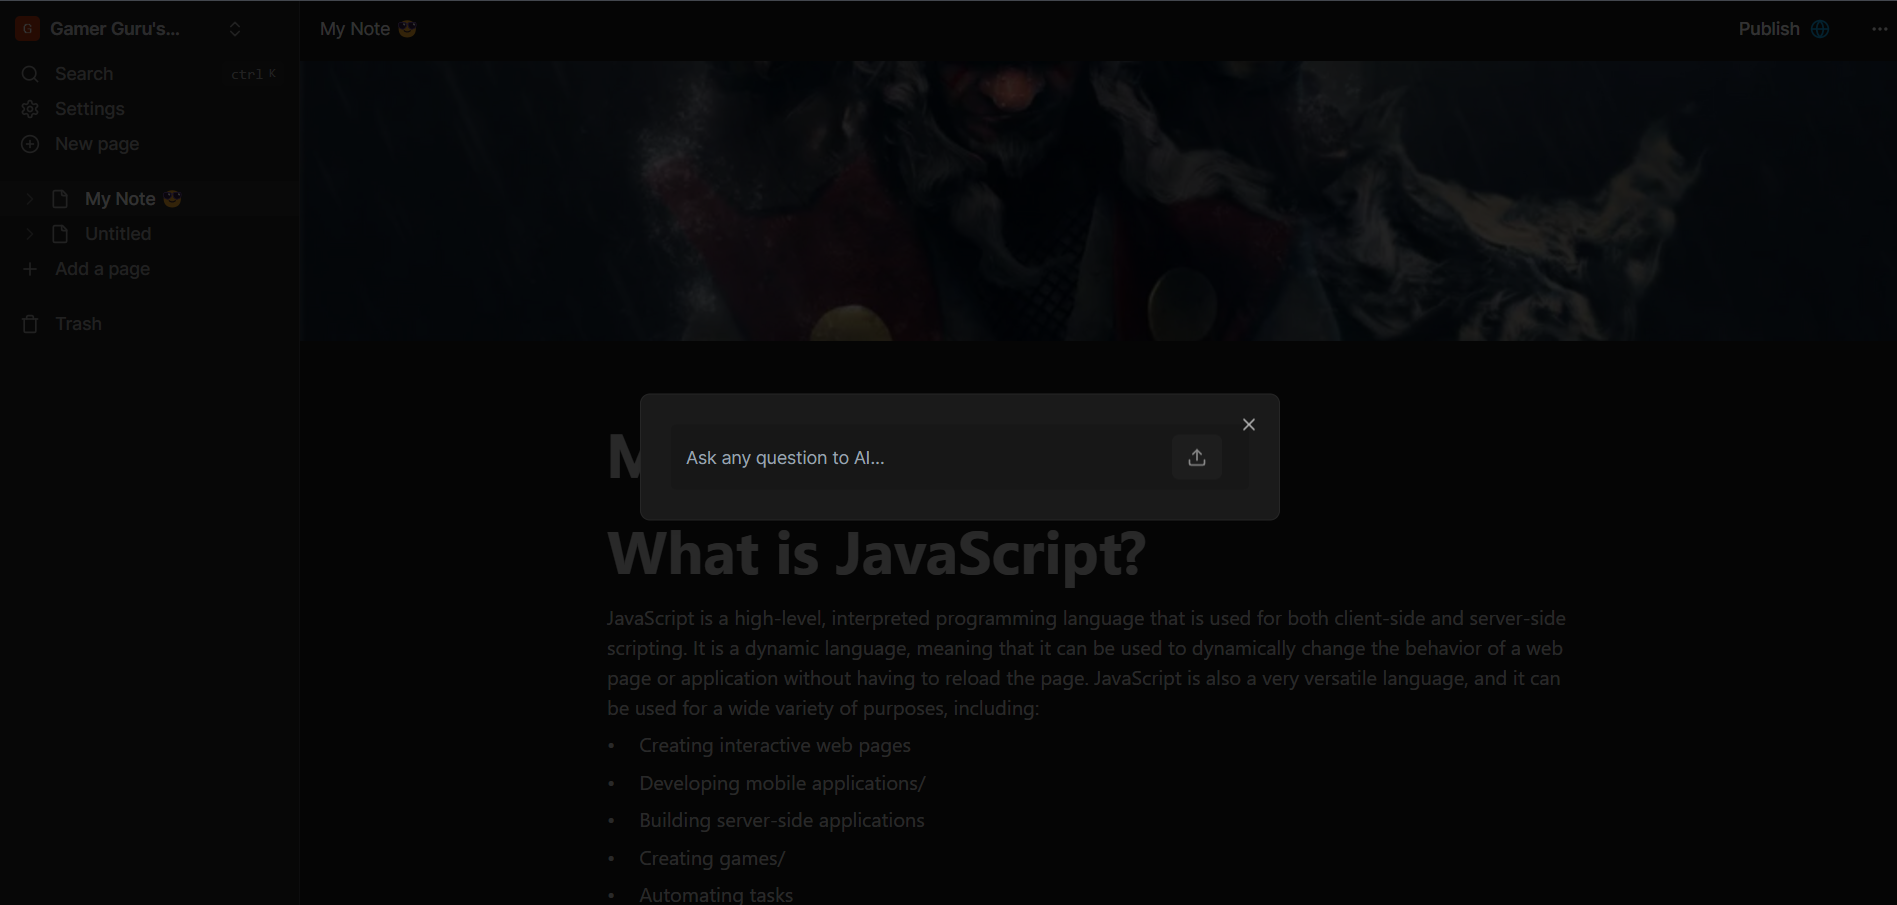 G Gamer Guru's...
Search ctrl K
Settings
New page
My Note
Untitled
Add a page
Trash
My Note
Publish
Ask any question to AI...
M
What is JavaScript?
JavaScript is a high-level, interpreted programming language that is used for both client-side and server-side
scripting. It is a dynamic language, meaning that it can be used to dynamically change the behavior of a web
page or application without having to reload the page. JavaScript is also a very versatile language, and it can
be used for a wide variety of purposes, including:
• Creating interactive web pages
• Developing mobile applications/
• Building server-side applications
• Creating games/
• Automating tasks